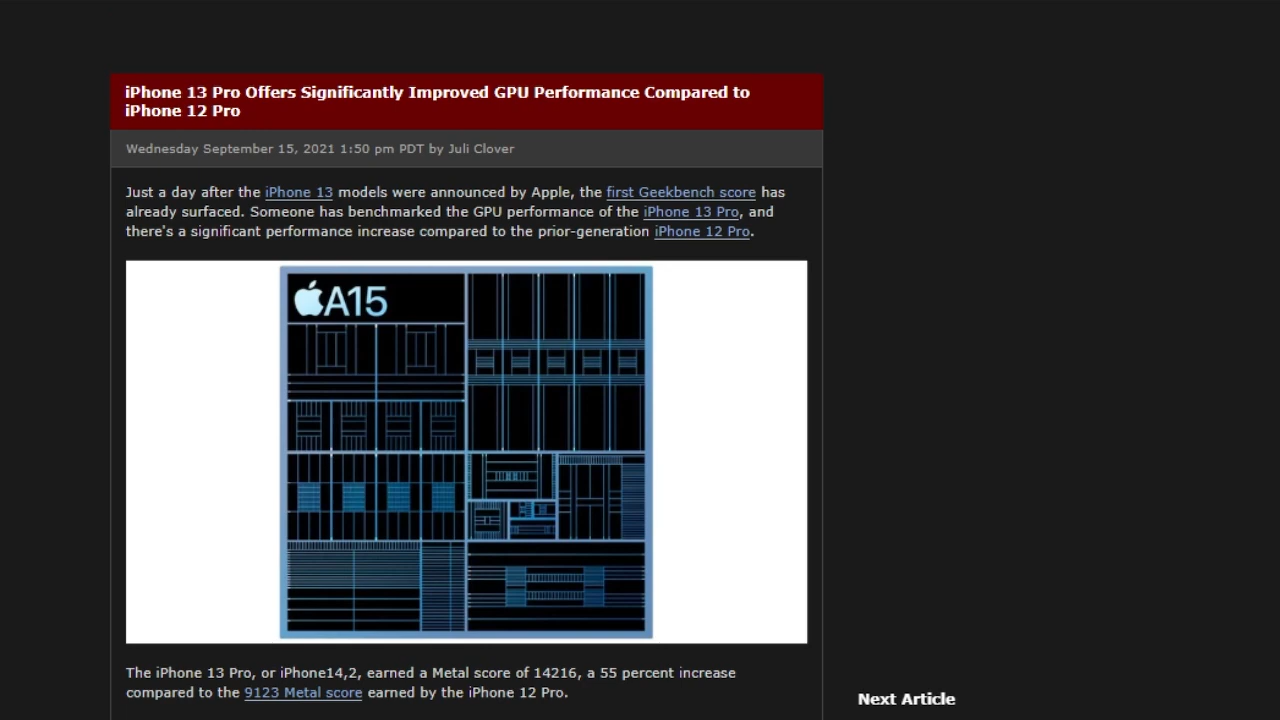 iPhone 13 Pro Offers Significantly Improved GPU Performance Compared to
iPhone 12 Pro
Wednesday September 15, 2021 1:50 pm PDT by Juli Clover
Just a day after the iPhone 13 models were announced by Apple, the first Geekbench score has
already surfaced. Someone has benchmarked the GPU performance of the iPhone 13 Pro, and
there's a significant performance increase compared to the prior-generation iPhone 12 Pro.
A15
The iPhone 13 Pro, or iPhone14,2, earned a Metal score of 14216, a 55 percent increase
compared to the 9123 Metal score earned by the iPhone 12 Pro.
Next Article